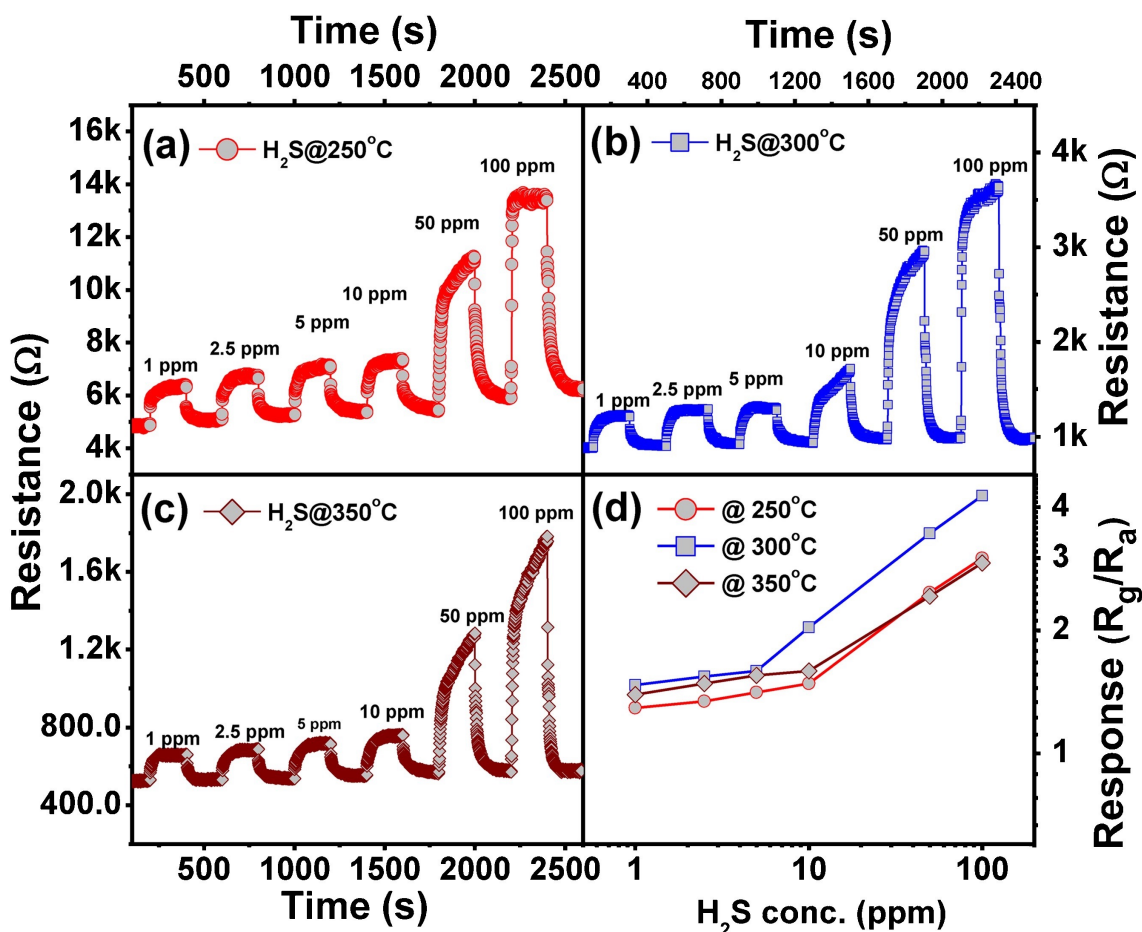 Time (s)
Time (s)
500 1000 1500 2000 2500
400 800 1200 1600 2000 2400
Resistance (Ω)
16k
14k
12k
10k
8k
6k
4k
(a)
H₂S@250°C
1 ppm
2.5 ppm
5 ppm
10 ppm
50 ppm
100 ppm
(b)
H₂S@300°C
1 ppm
2.5 ppm
5 ppm
10 ppm
50 ppm
100 ppm
4k
3k
2k
1k
Resistance (Ω)
2.0k
1.6k
1.2k
800.0
400.0
(c)
H₂S@350°C
1 ppm
2.5 ppm
5 ppm
10 ppm
50 ppm
100 ppm
500 1000 1500 2000 2500
Time (s)
(d)
@ 250°C
@ 300°C
@ 350°C
4
3
2
1
Response (R_g/R_a)
1 10 100
H₂S conc. (ppm)